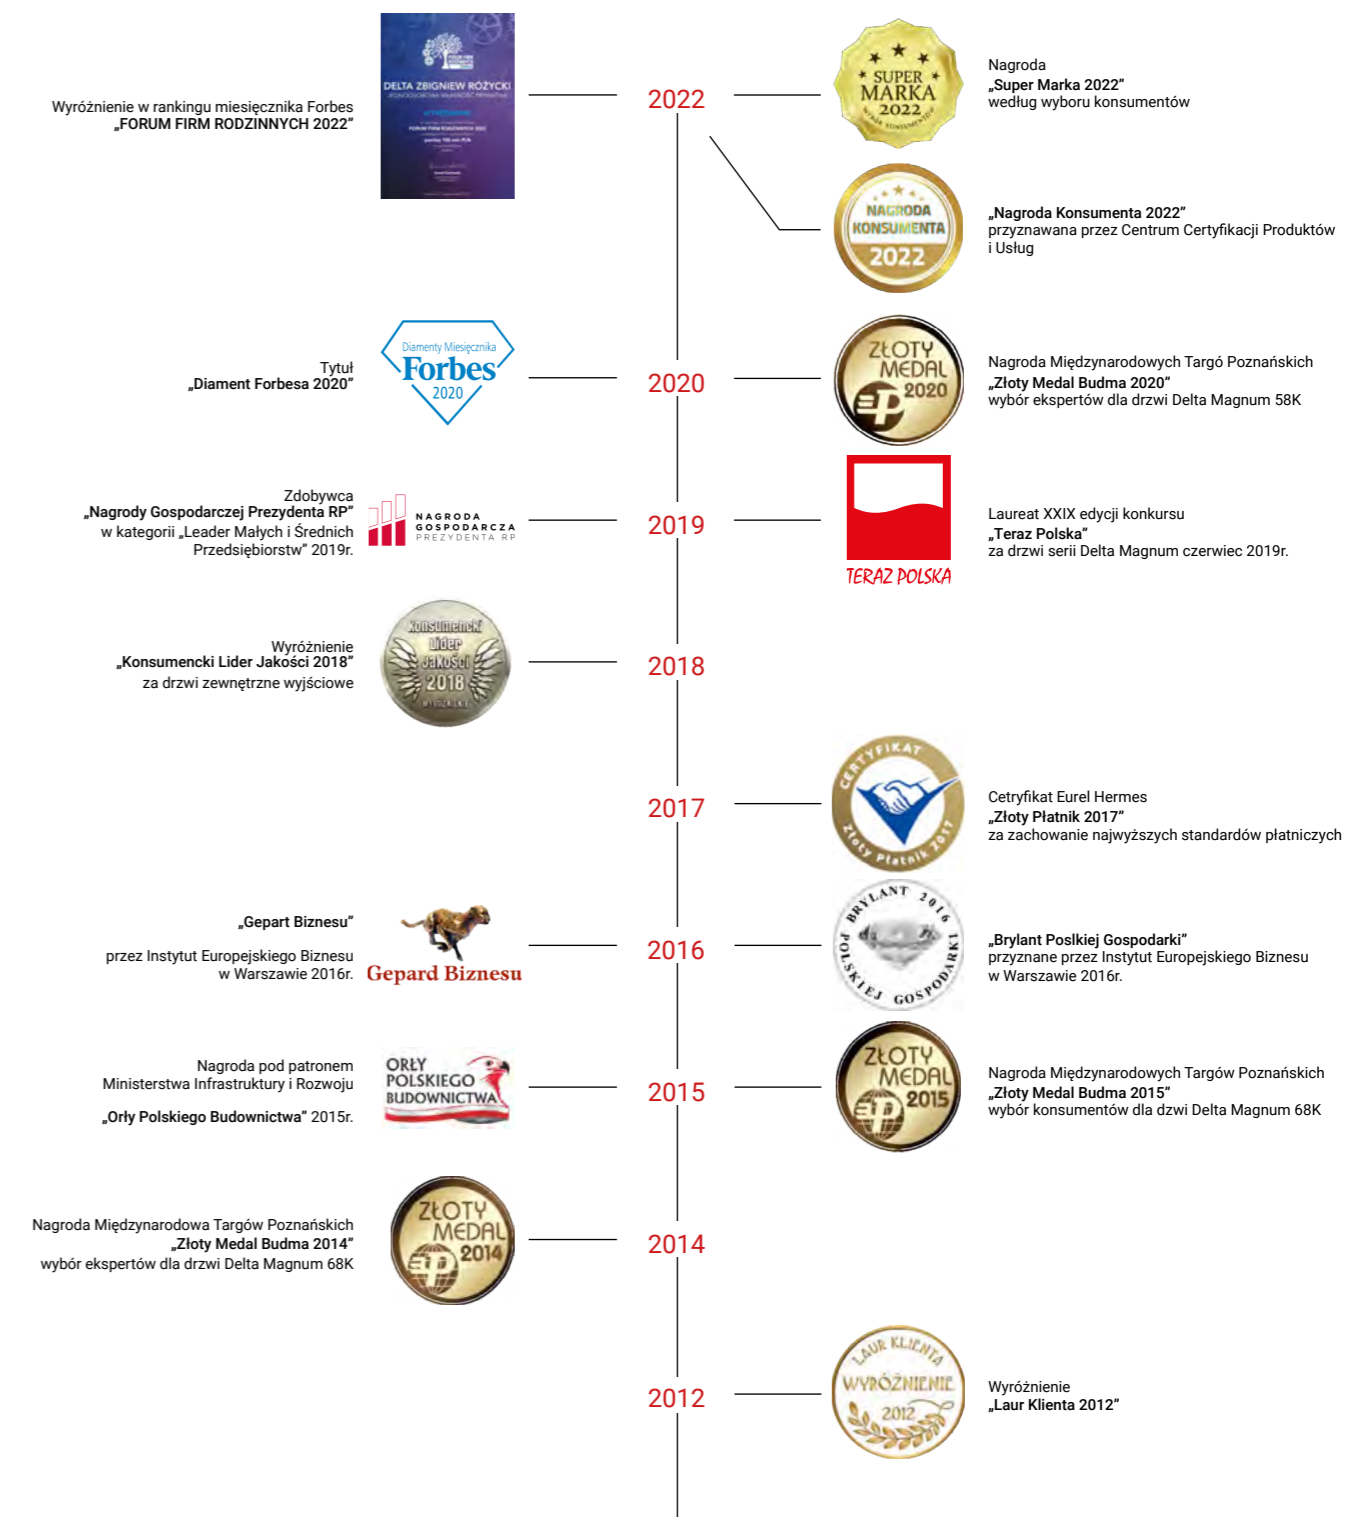 Wyróżnienie w rankingu miesięcznika Forbes
„FORUM FIRM RODZINNYCH 2022”
DELTA ZBIGNIEW RÓŻYCKI
FORUM FIRM RODZINNYCH 2022
2022
SUPER
MARKA
2022
Nagroda
„Super Marka 2022”
według wyboru konsumentów
NAGRODA
KONSUMENTA
2022
„Nagroda Konsumenta 2022”
przyznawana przez Centrum Certyfikacji Produktów
i Usług
Tytuł
„Diament Forbesa 2020”
Diamenty Miesięcznika
Forbes
2020
2020
ZŁOTY
MEDAL
2020
Nagroda Międzynarodowych Targó Poznańskich
„Złoty Medal Budma 2020”
wybór ekspertów dla drzwi Delta Magnum 58K
Zdobywca
„Nagrody Gospodarczej Prezydenta RP”
w kategorii „Leader Małych i Średnich
Przedsiębiorstw” 2019r.
NAGRODA
GOSPODARCZA
PREZYDENTA RP
2019
TERAZ POLSKA
Laureat XXIX edycji konkursu
„Teraz Polska”
za drzwi serii Delta Magnum czerwiec 2019r.
Wyróżnienie
„Konsumencki Lider Jakości 2018”
za drzwi zewnętrzne wyjściowe
Konsumencki
Lider
Jakości
2018
WYRÓŻNIENIE
2018
2017
CERTYFIKAT
Złoty Płatnik 2017
Cetryfikat Eurel Hermes
„Złoty Płatnik 2017”
za zachowanie najwyższych standardów płatniczych
„Gepart Biznesu”
przez Instytut Europejskiego Biznesu
w Warszawie 2016r.
Gepard Biznesu
2016
BRYLANT 2016
POLSKIEJ GOSPODARKI
„Brylant Poslkiej Gospodarki”
przyznane przez Instytut Europejskiego Biznesu
w Warszawie 2016r.
Nagroda pod patronem
Ministerstwa Infrastruktury i Rozwoju
„Orły Polskiego Budownictwa” 2015r.
ORŁY
POLSKIEGO
BUDOWNICTWA
2015
ZŁOTY
MEDAL
2015
Nagroda Międzynarodowych Targów Poznańskich
„Złoty Medal Budma 2015”
wybór konsumentów dla dzwi Delta Magnum 68K
Nagroda Międzynarodowa Targów Poznańskich
„Złoty Medal Budma 2014”
wybór ekspertów dla drzwi Delta Magnum 68K
ZŁOTY
MEDAL
2014
2014
2012
LAUR KLIENTA
WYRÓŻNIENIE
2012
Wyróżnienie
„Laur Klienta 2012”